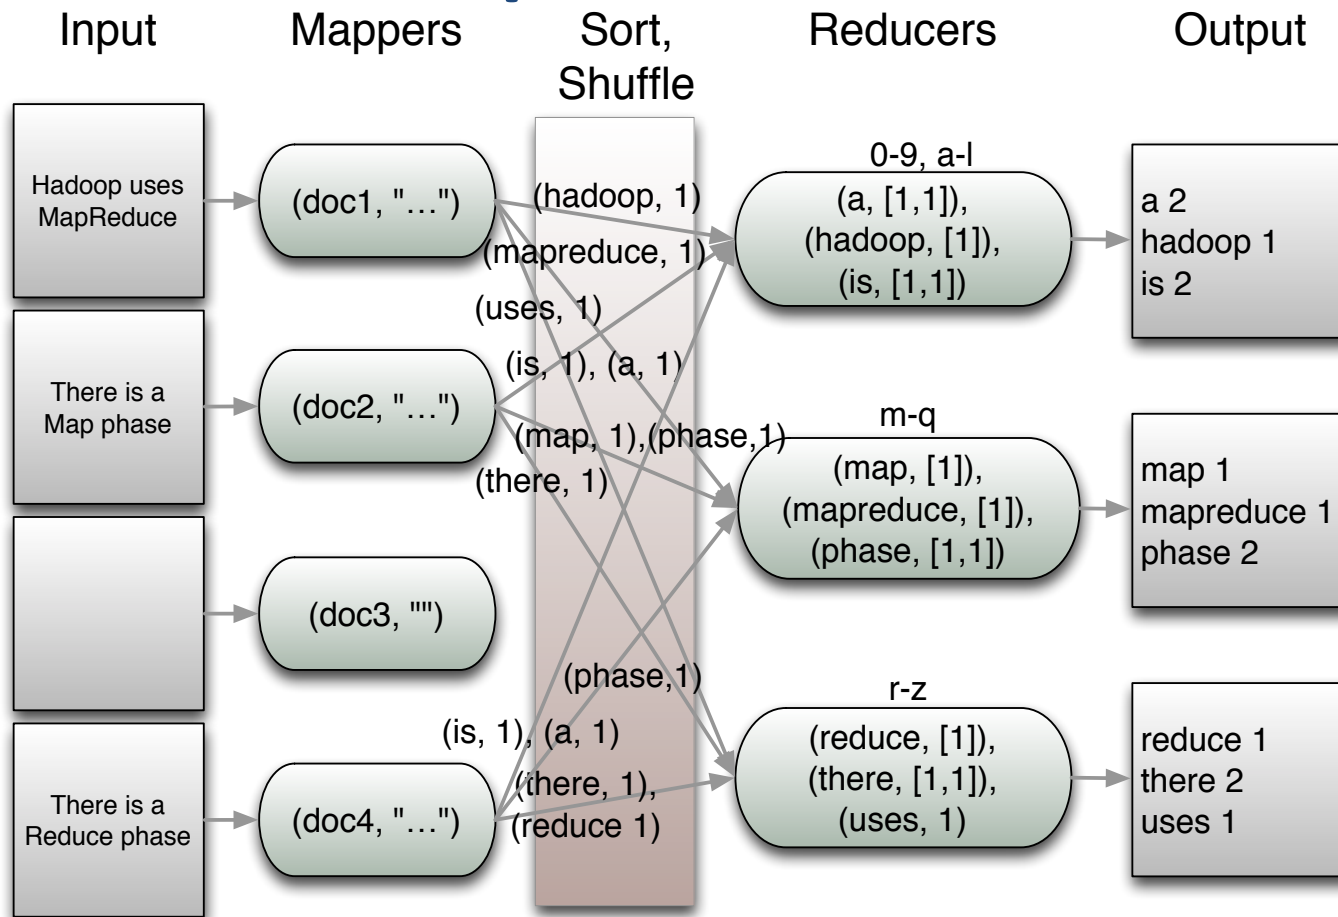 Input
Mappers
Sort,
Shuffle
Reducers
Output
Hadoop uses
MapReduce
There is a
Map phase
There is a
Reduce phase
(doc1, "…")
(doc2, "…")
(doc3, "")
(doc4, "…")
(hadoop, 1)
(mapreduce, 1)
(uses, 1)
(is, 1), (a, 1)
(map, 1),(phase,1)
(there, 1)
(phase,1)
(is, 1), (a, 1)
(there, 1),
(reduce 1)
0-9, a-l
(a, [1,1]),
(hadoop, [1]),
(is, [1,1])
m-q
(map, [1]),
(mapreduce, [1]),
(phase, [1,1])
r-z
(reduce, [1]),
(there, [1,1]),
(uses, 1)
a 2
hadoop 1
is 2
map 1
mapreduce 1
phase 2
reduce 1
there 2
uses 1